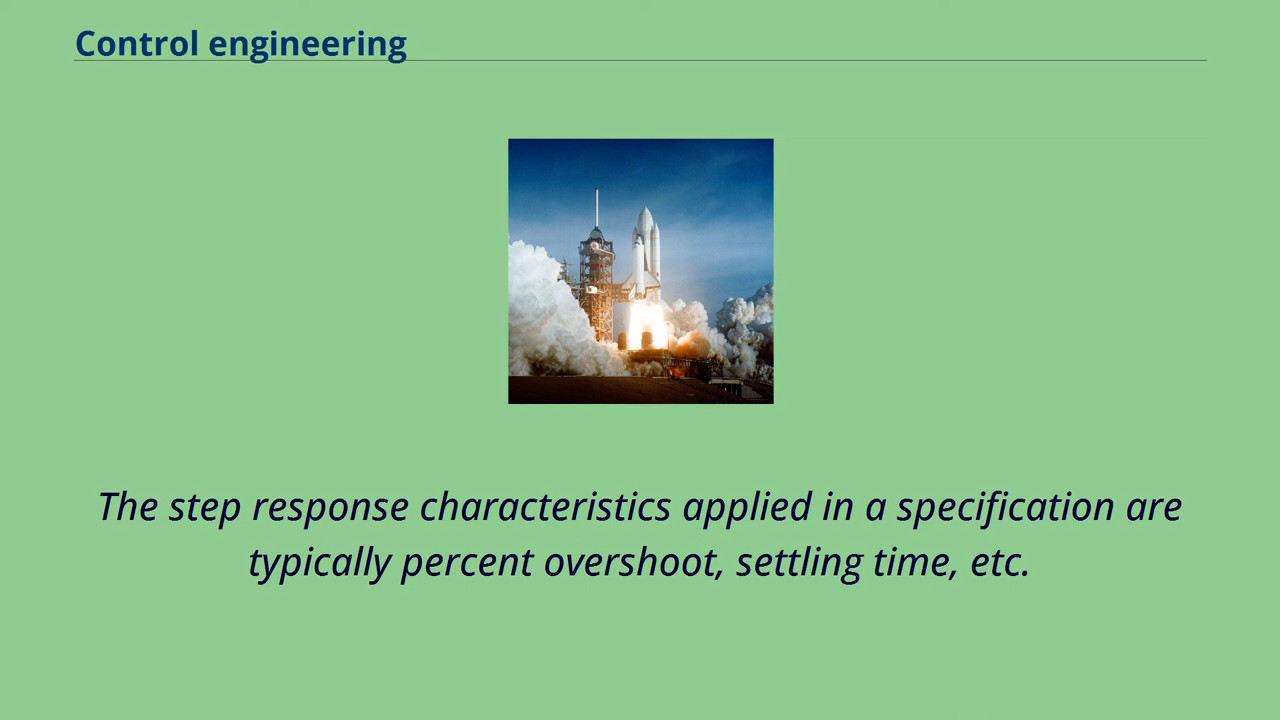 Control engineering
The step response characteristics applied in a specification are
typically percent overshoot, settling time, etc.